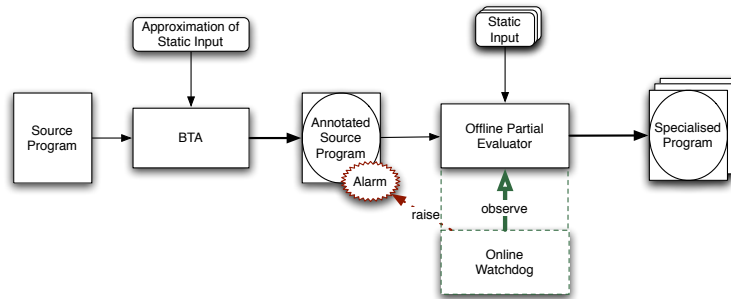 Approximation of
Static Input
Static
Input
Source
Program
BTA
Annotated
Source
Program
Offline Partial
Evaluator
Specialised
Program
Alarm
raise
observe
Online
Watchdog